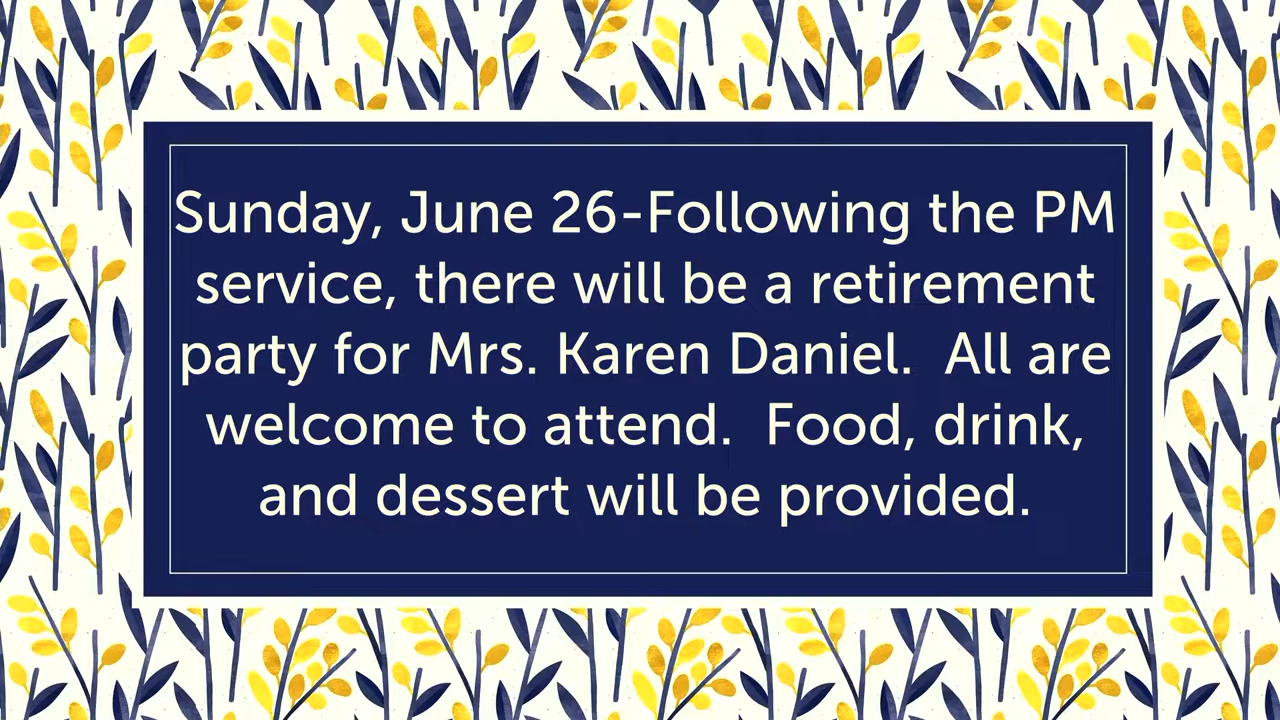 Sunday, June 26-Following the PM
service, there will be a retirement
party for Mrs. Karen Daniel.  All are
welcome to attend.  Food, drink,
and dessert will be provided.